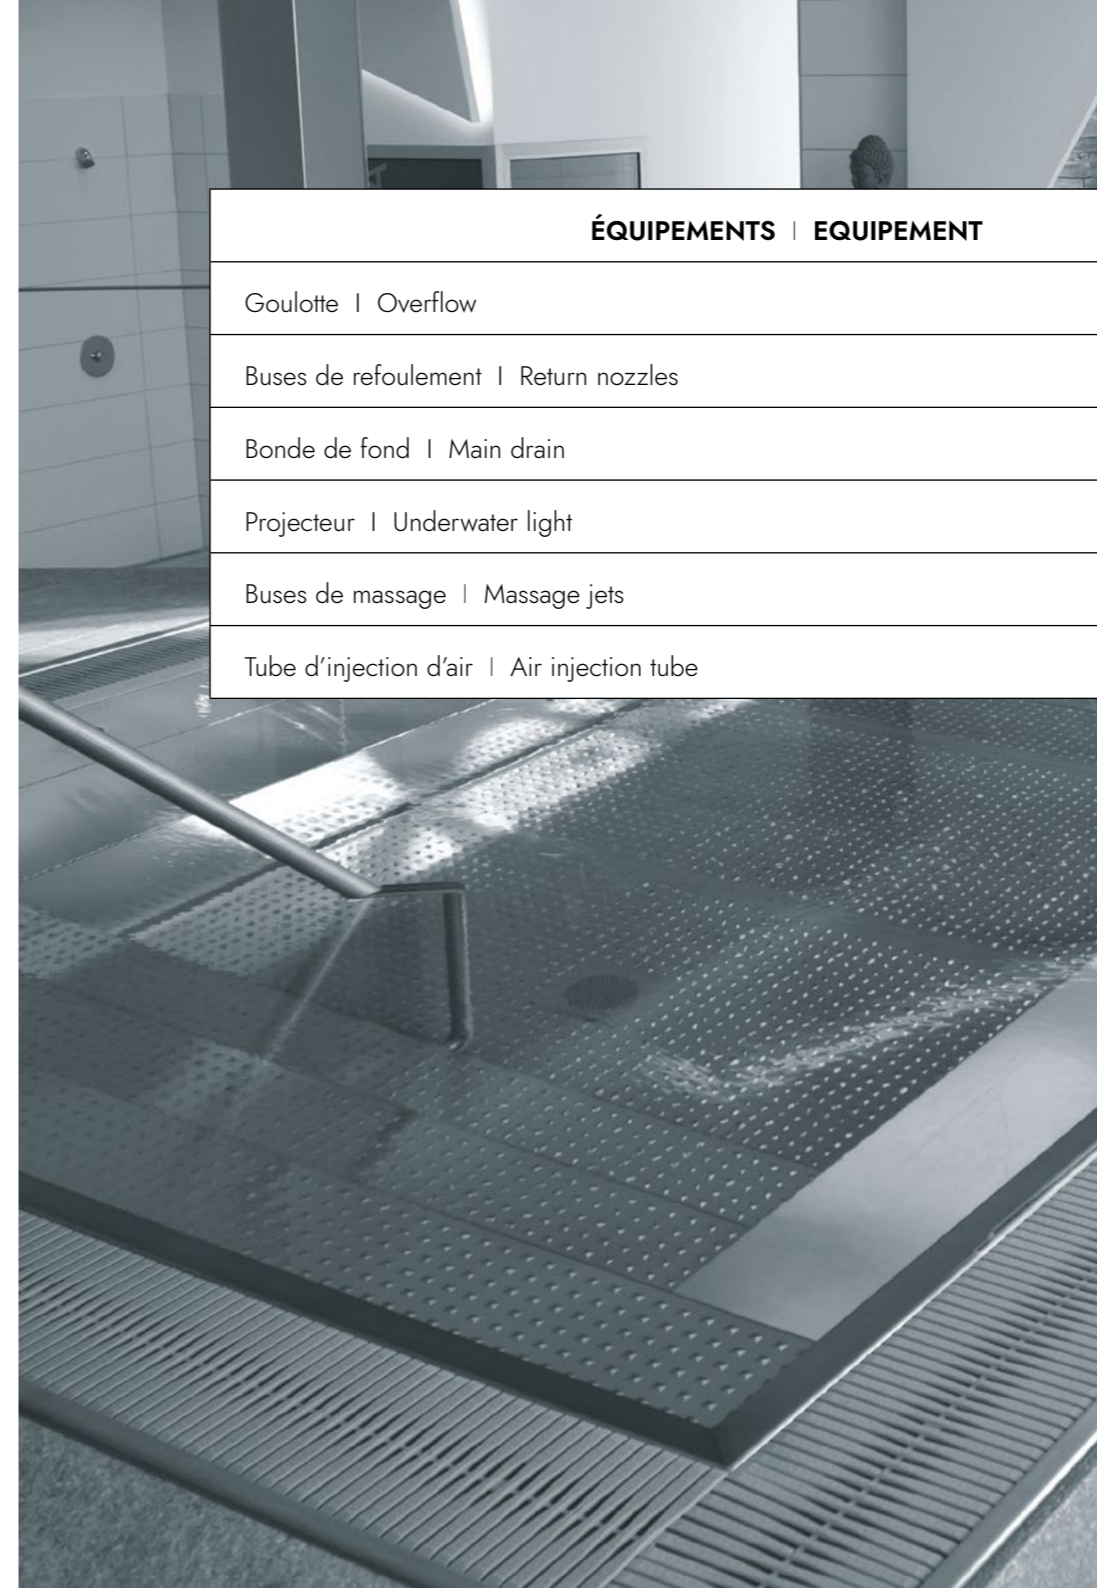 ÉQUIPEMENTS | EQUIPEMENT
Goulotte | Overflow
Buses de refoulement | Return nozzles
Bonde de fond | Main drain
Projecteur | Underwater light
Buses de massage | Massage jets
Tube d’injection d’air | Air injection tube